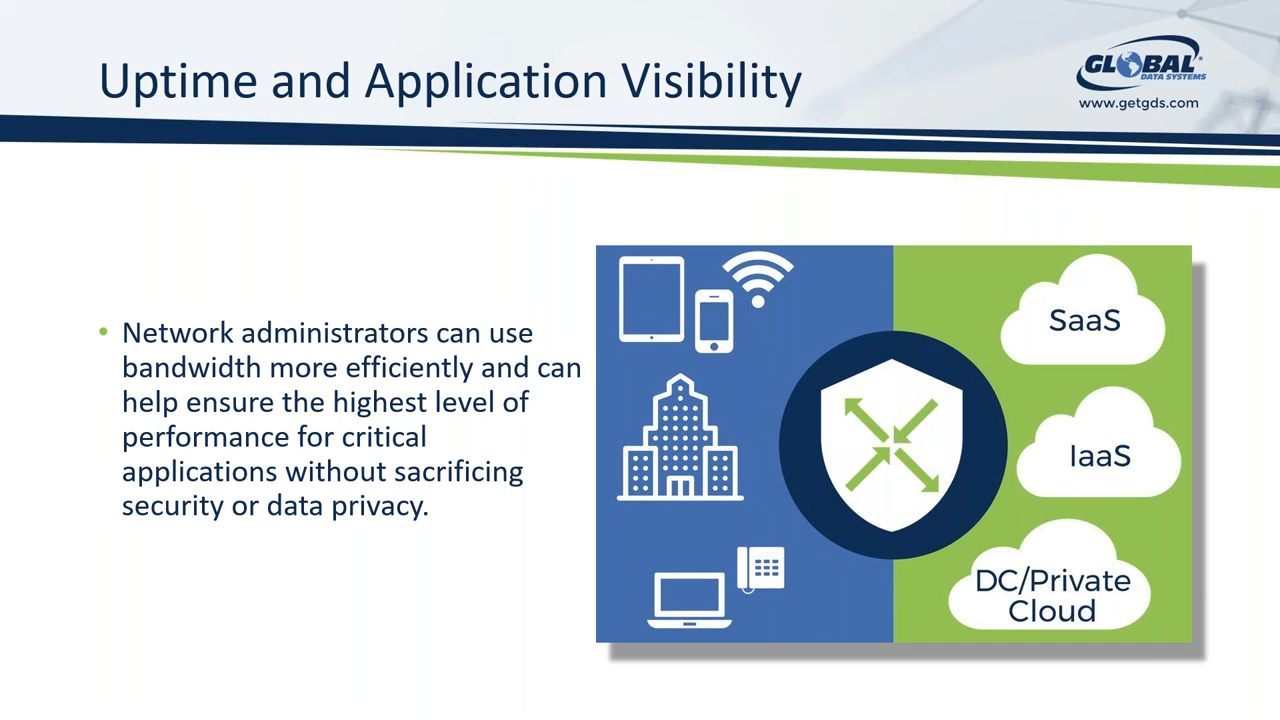 Uptime and Application Visibility
GLOBAL®
DATA SYSTEMS
www.getgds.com
• Network administrators can use
bandwidth more efficiently and can
help ensure the highest level of
performance for critical
applications without sacrificing
security or data privacy.
SaaS
IaaS
DC/Private
Cloud